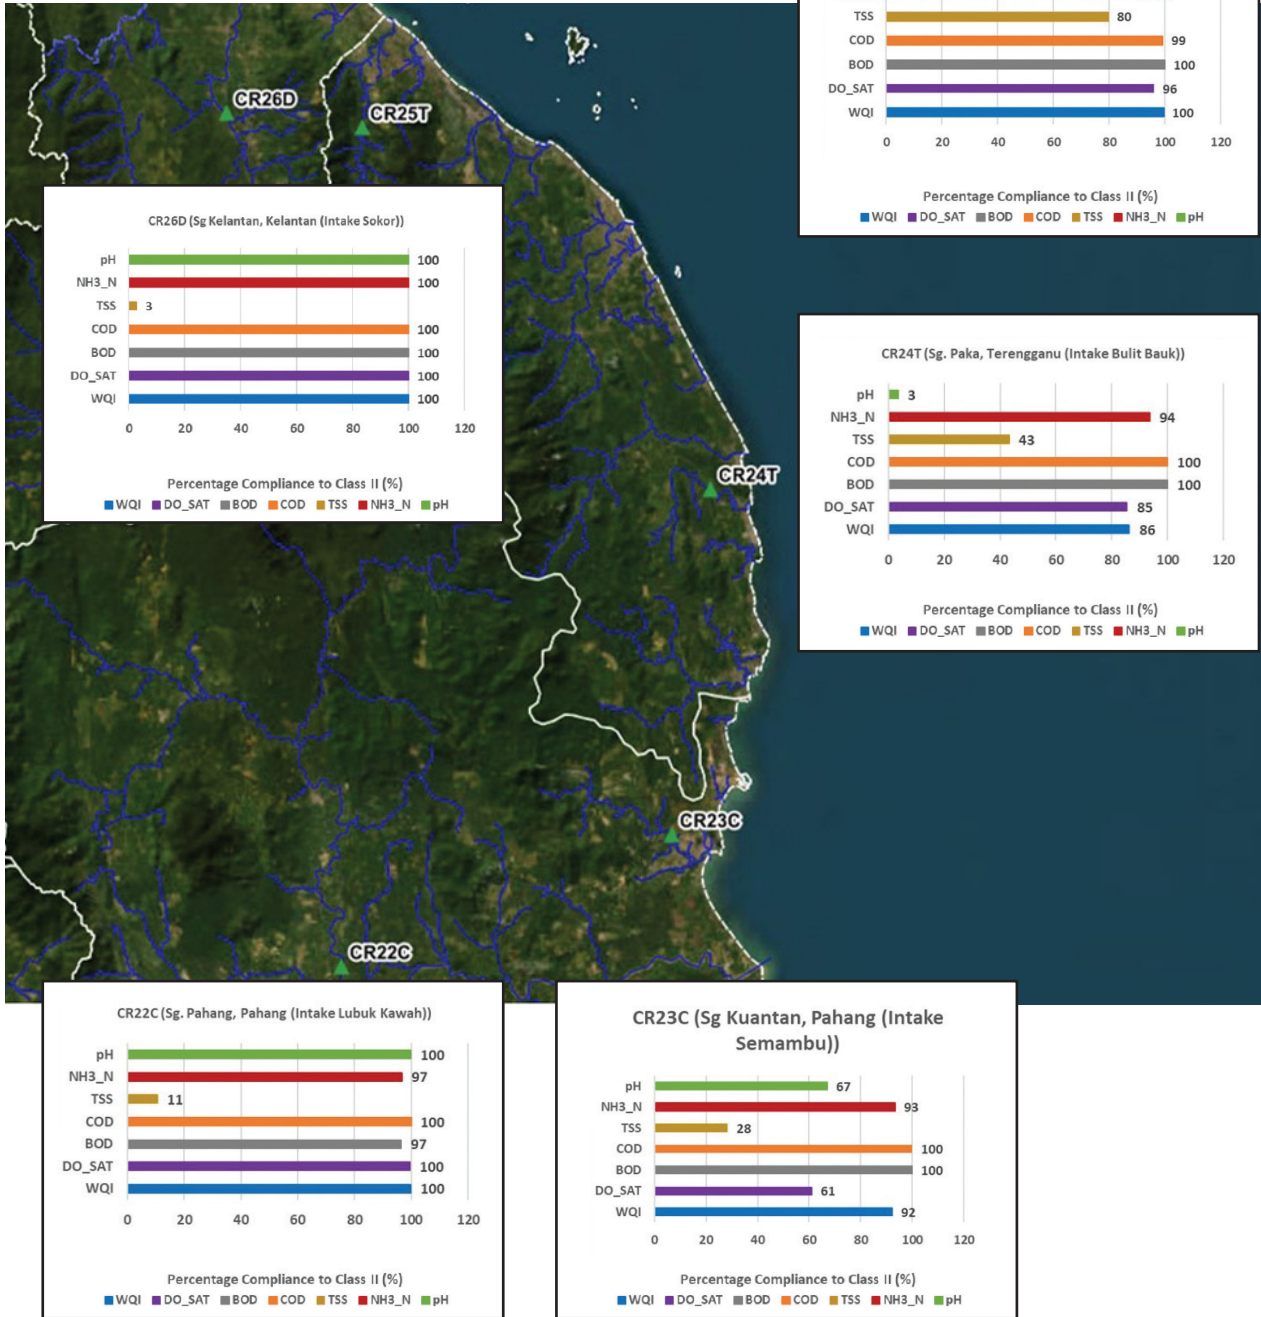 TSS 80
COD 99
BOD 100
DO_SAT 96
WQI 100
0 20 40 60 80 100 120
Percentage Compliance to Class II (%)
WQI DO_SAT BOD COD TSS NH3_N pH
CR26D
CR25T
CR26D (Sg Kelantan, Kelantan (Intake Sokor))
pH 100
NH3_N 100
TSS 3
COD 100
BOD 100
DO_SAT 100
WQI 100
0 20 40 60 80 100 120
Percentage Compliance to Class II (%)
WQI DO_SAT BOD COD TSS NH3_N pH
CR24T (Sg. Paka, Terengganu (Intake Bulit Bauk))
pH 3
NH3_N 94
TSS 43
COD 100
BOD 100
DO_SAT 85
WQI 86
0 20 40 60 80 100 120
Percentage Compliance to Class II (%)
WQI DO_SAT BOD COD TSS NH3_N pH
CR24T
CR23C
CR22C
CR22C (Sg. Pahang, Pahang (Intake Lubuk Kawah))
pH 100
NH3_N 97
TSS 11
COD 100
BOD 97
DO_SAT 100
WQI 100
0 20 40 60 80 100 120
Percentage Compliance to Class II (%)
WQI DO_SAT BOD COD TSS NH3_N pH
CR23C (Sg Kuantan, Pahang (Intake
Semambu))
pH 67
NH3_N 93
TSS 28
COD 100
BOD 100
DO_SAT 61
WQI 92
0 20 40 60 80 100 120
Percentage Compliance to Class II (%)
WQI DO_SAT BOD COD TSS NH3_N pH